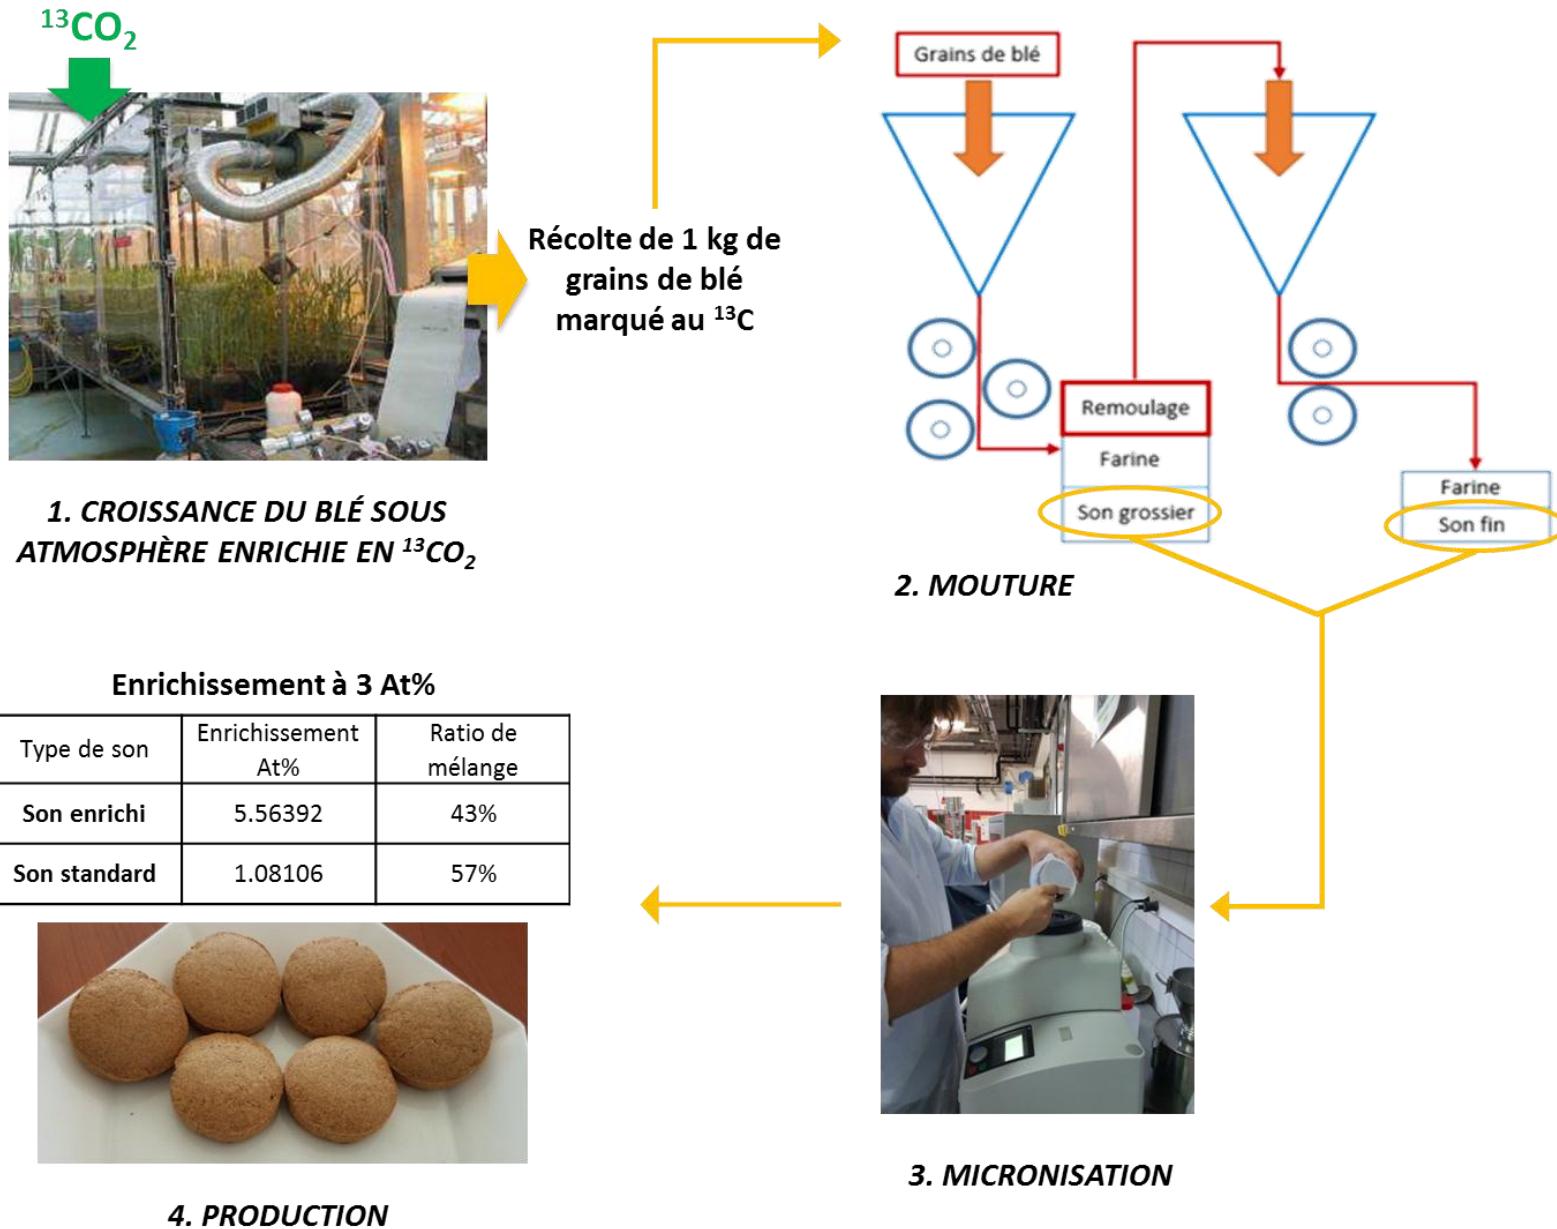 ¹³CO₂
Récolte de 1 kg de
grains de blé
marqué au ¹³C
1. CROISSANCE DU BLÉ SOUS
ATMOSPHÈRE ENRICHIE EN ¹³CO₂
Grains de blé
Remoulage
Farine
Son grossier
Farine
Son fin
2. MOUTURE
3. MICRONISATION
Enrichissement à 3 At%
Type de son
Enrichissement
At%
Ratio de
mélange
Son enrichi
5.56392
43%
Son standard
1.08106
57%
4. PRODUCTION